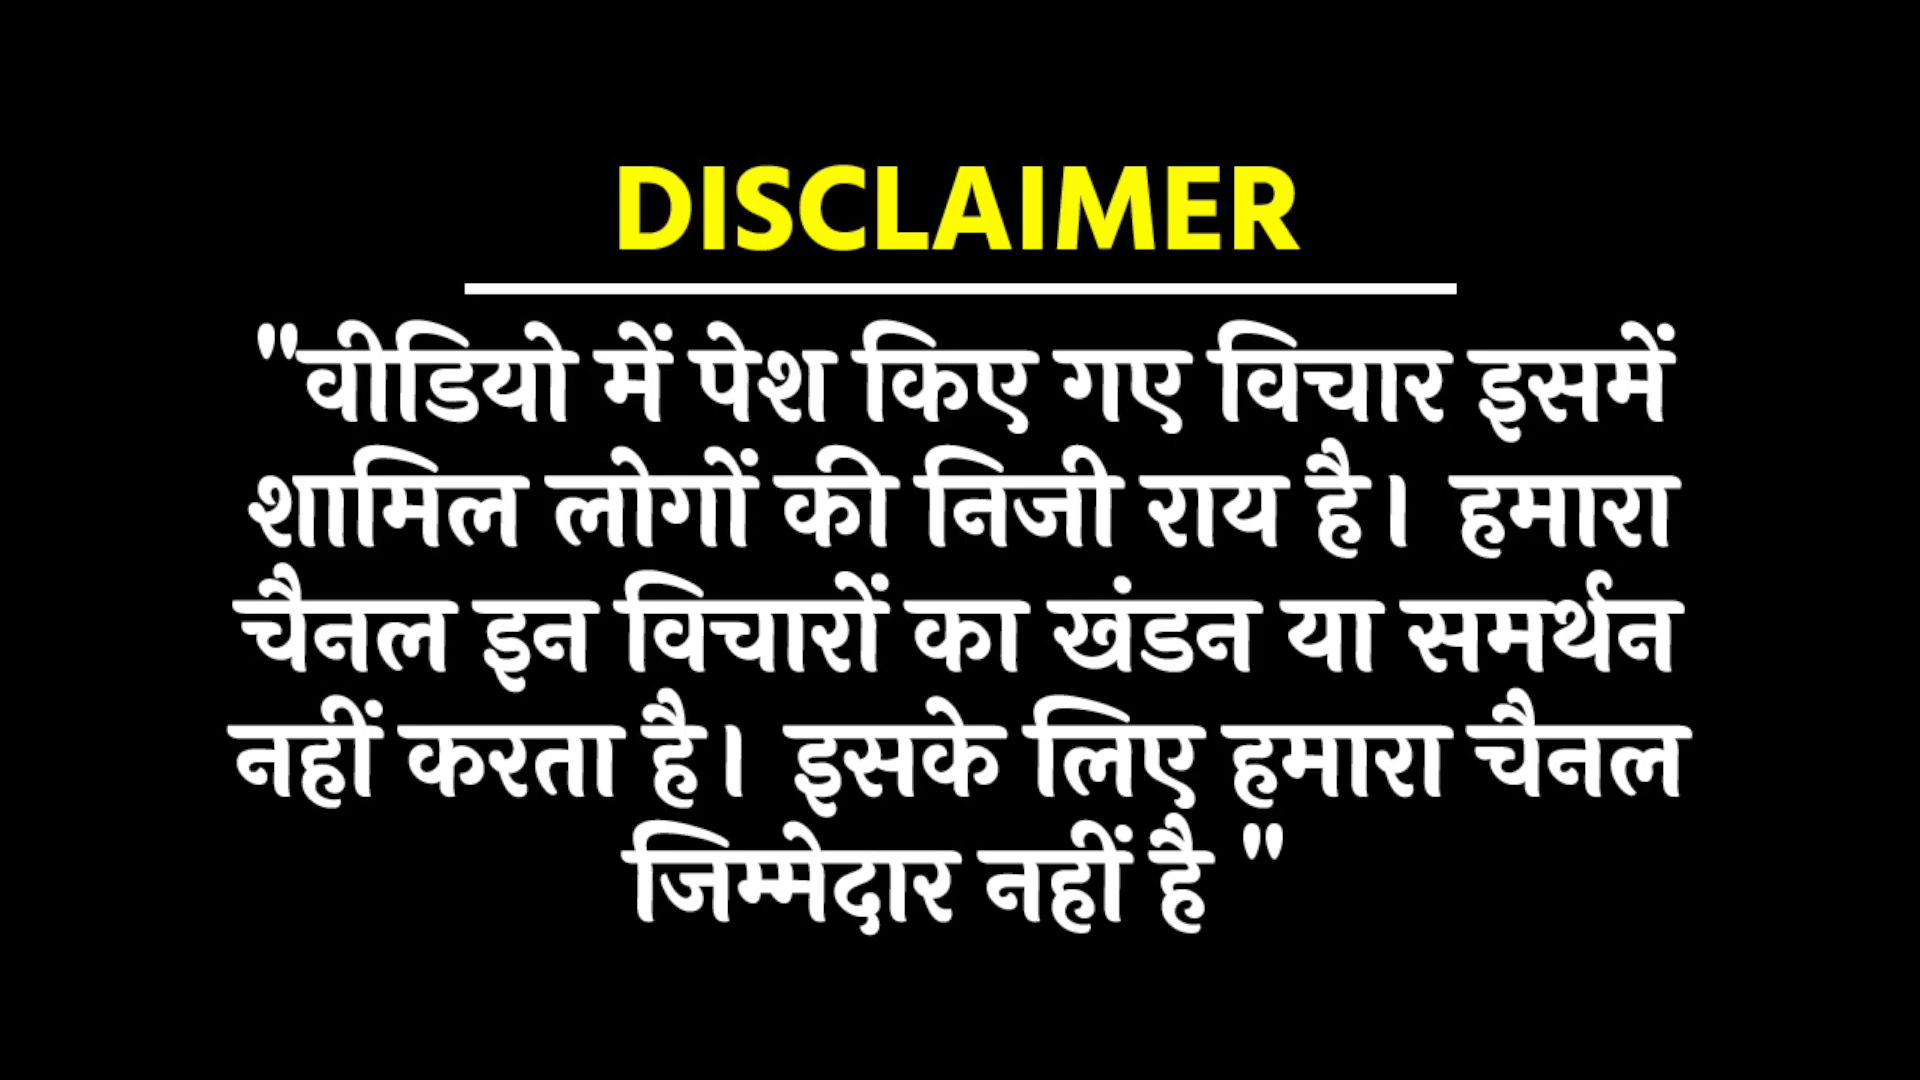 DISCLAIMER
"वीडियो में पेश किए गए विचार इसमें
शामिल लोगों की निजी राय है। हमारा
चैनल इन विचारों का खंडन या समर्थन
नहीं करता है। इसके लिए हमारा चैनल
जिम्मेदार नहीं है "